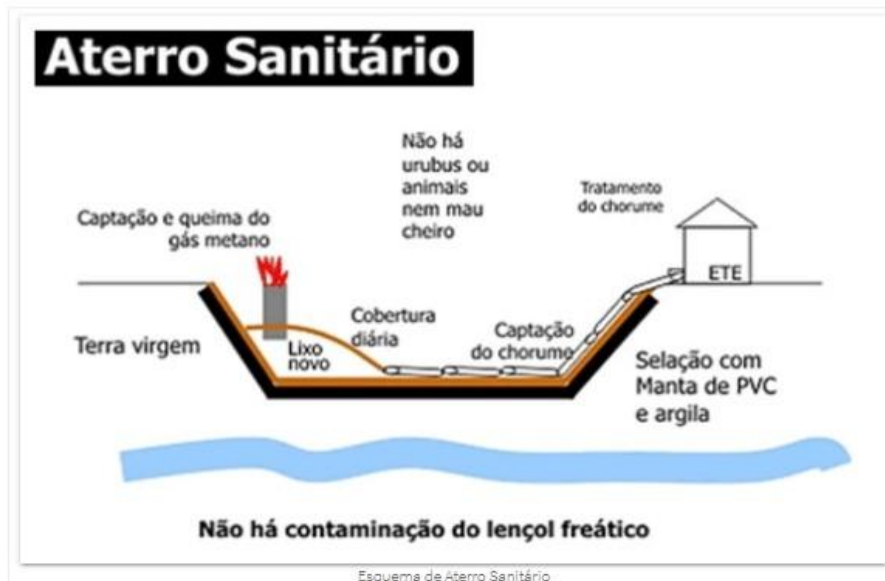 Aterro Sanitário
Não há
urubus ou
animais
nem mau
cheiro
Tratamento
do chorume
Captação e queima do
gás metano
ETE
Cobertura
diária
Captação
do chorumo
Terra virgem
Lixo
novo
Selação com
Manta de PVC
e argila
Não há contaminação do lençol freático
Esquema de Aterro Sanitário